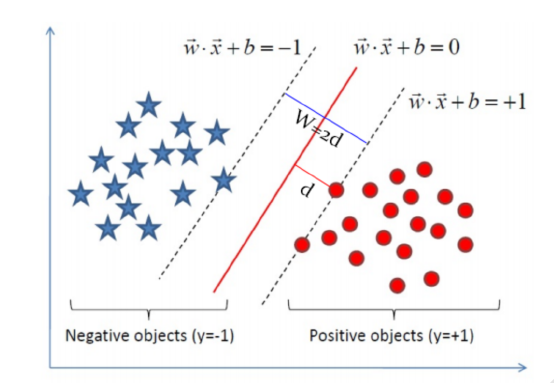 w⃗ · x⃗ + b = −1
w⃗ · x⃗ + b = 0
w⃗ · x⃗ + b = +1
W=2d
d
Negative objects (y=-1)
Positive objects (y=+1)